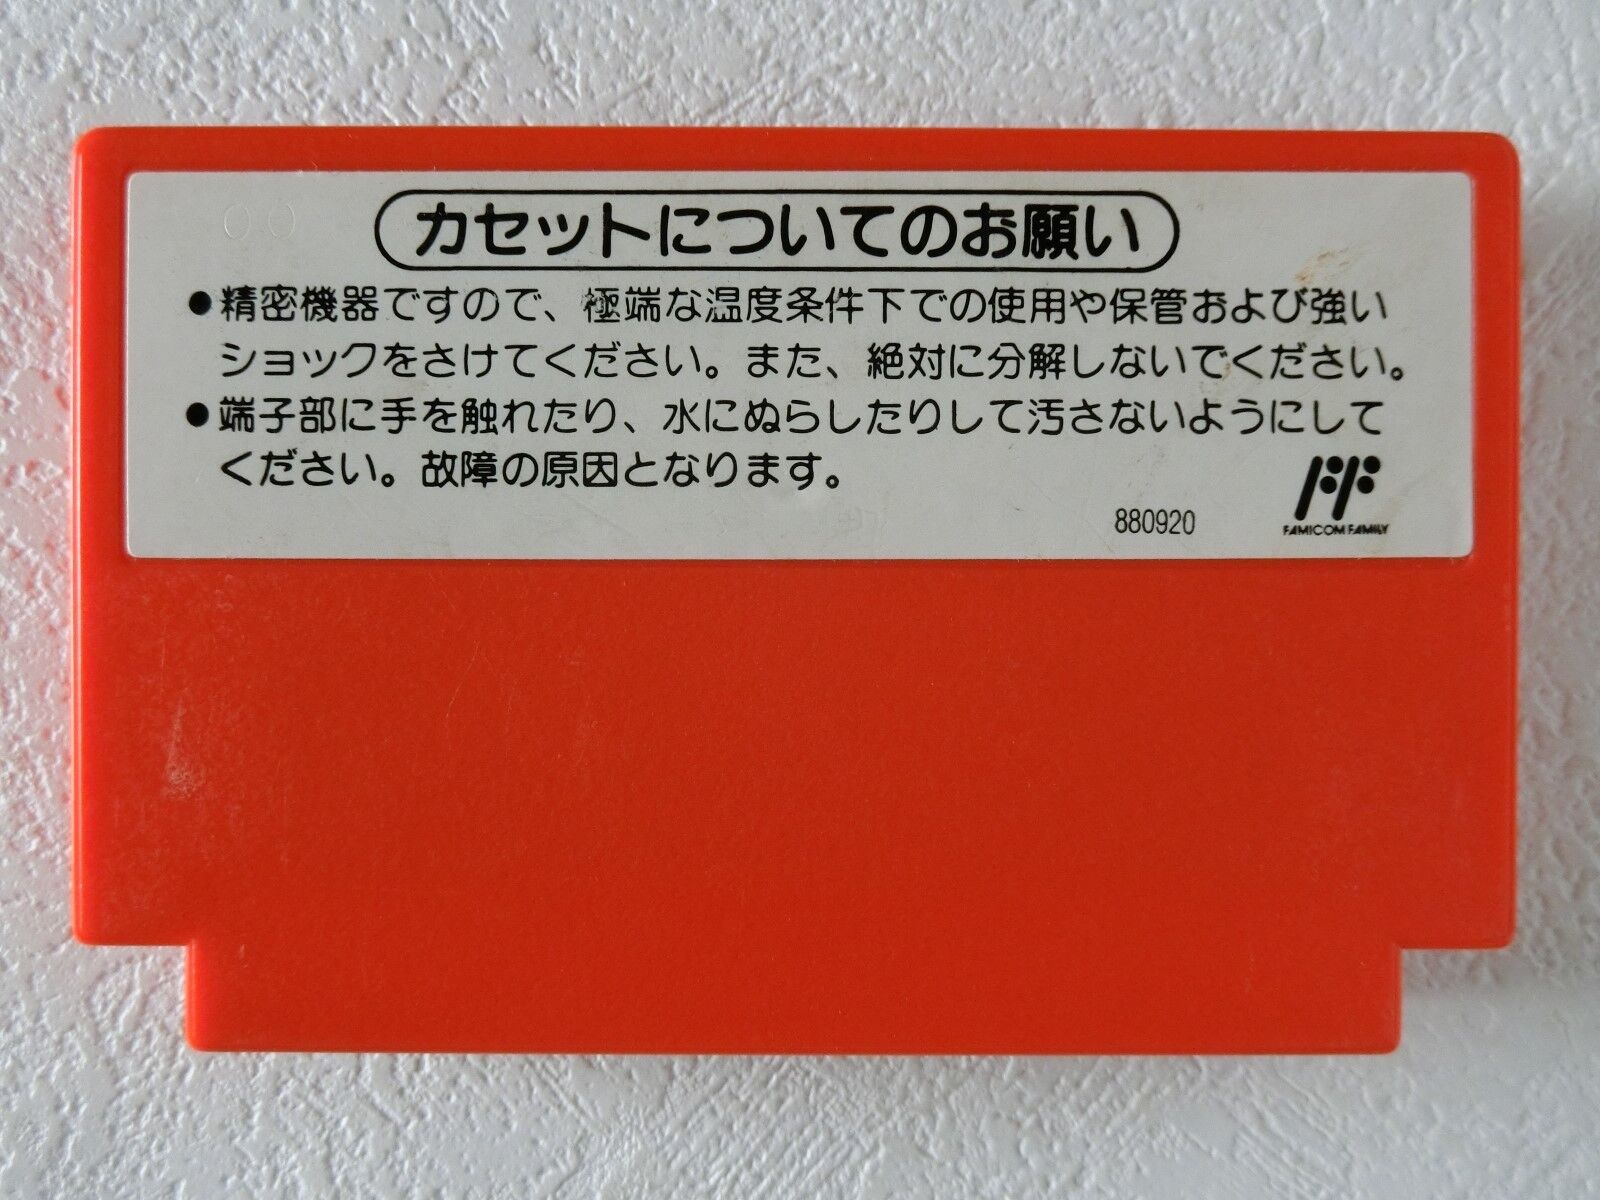 00
カセットについてのお願い
●精密機器ですので、極端な温度条件下での使用や保管および強い
ショックをさけてください。また、絶対に分解しないでください。
●端子部に手を触れたり、水にぬらしたりして汚さないようにして
ください。故障の原因となります。
880920
FAMICOM FAMILY